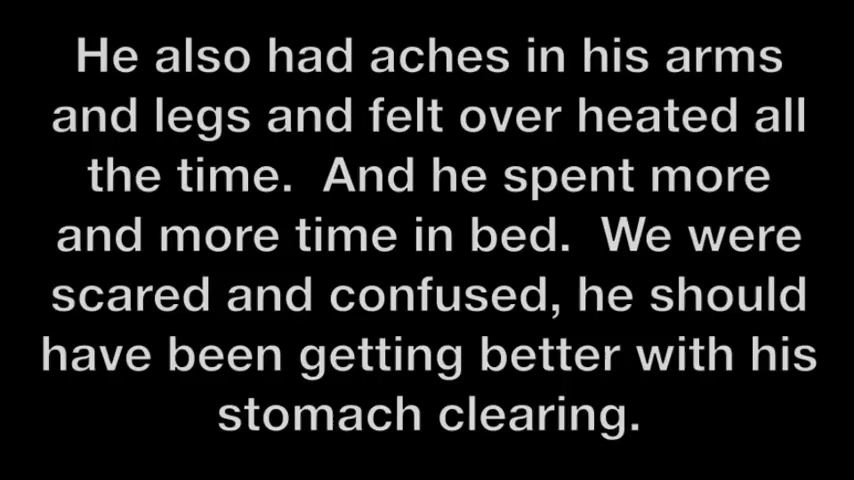 He also had aches in his arms
and legs and felt over heated all
the time.  And he spent more
and more time in bed.  We were
scared and confused, he should
have been getting better with his
stomach clearing.